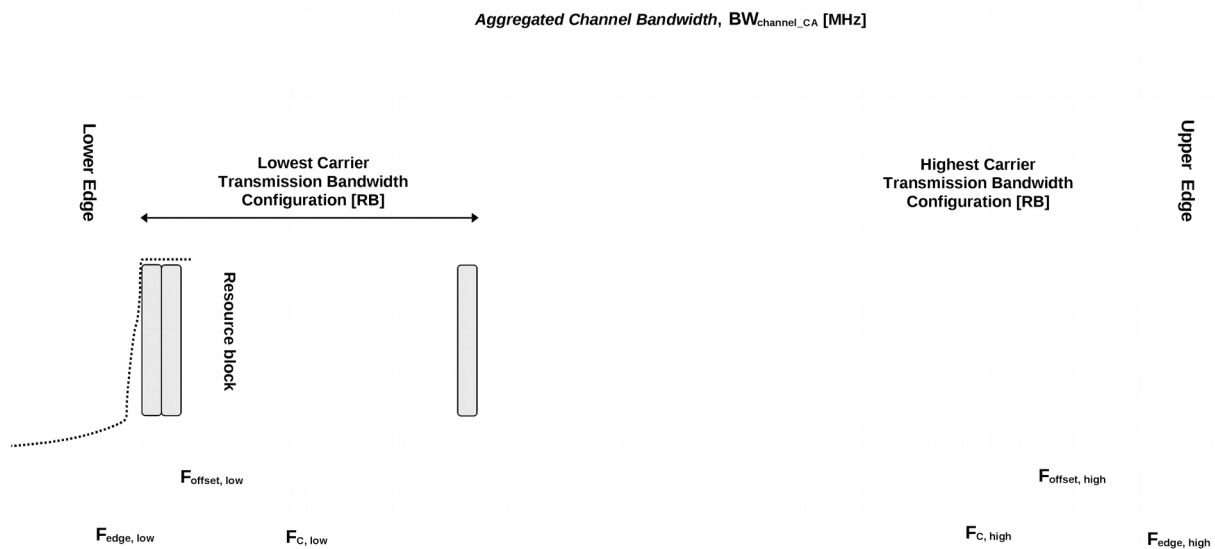 Aggregated Channel Bandwidth, BWchannel_CA [MHz]
Lower Edge
Lowest Carrier
Transmission Bandwidth
Configuration [RB]
Highest Carrier
Transmission Bandwidth
Configuration [RB]
Upper Edge
Resource block
Foffset, low
Foffset, high
Fedge, low
FC, low
FC, high
Fedge, high